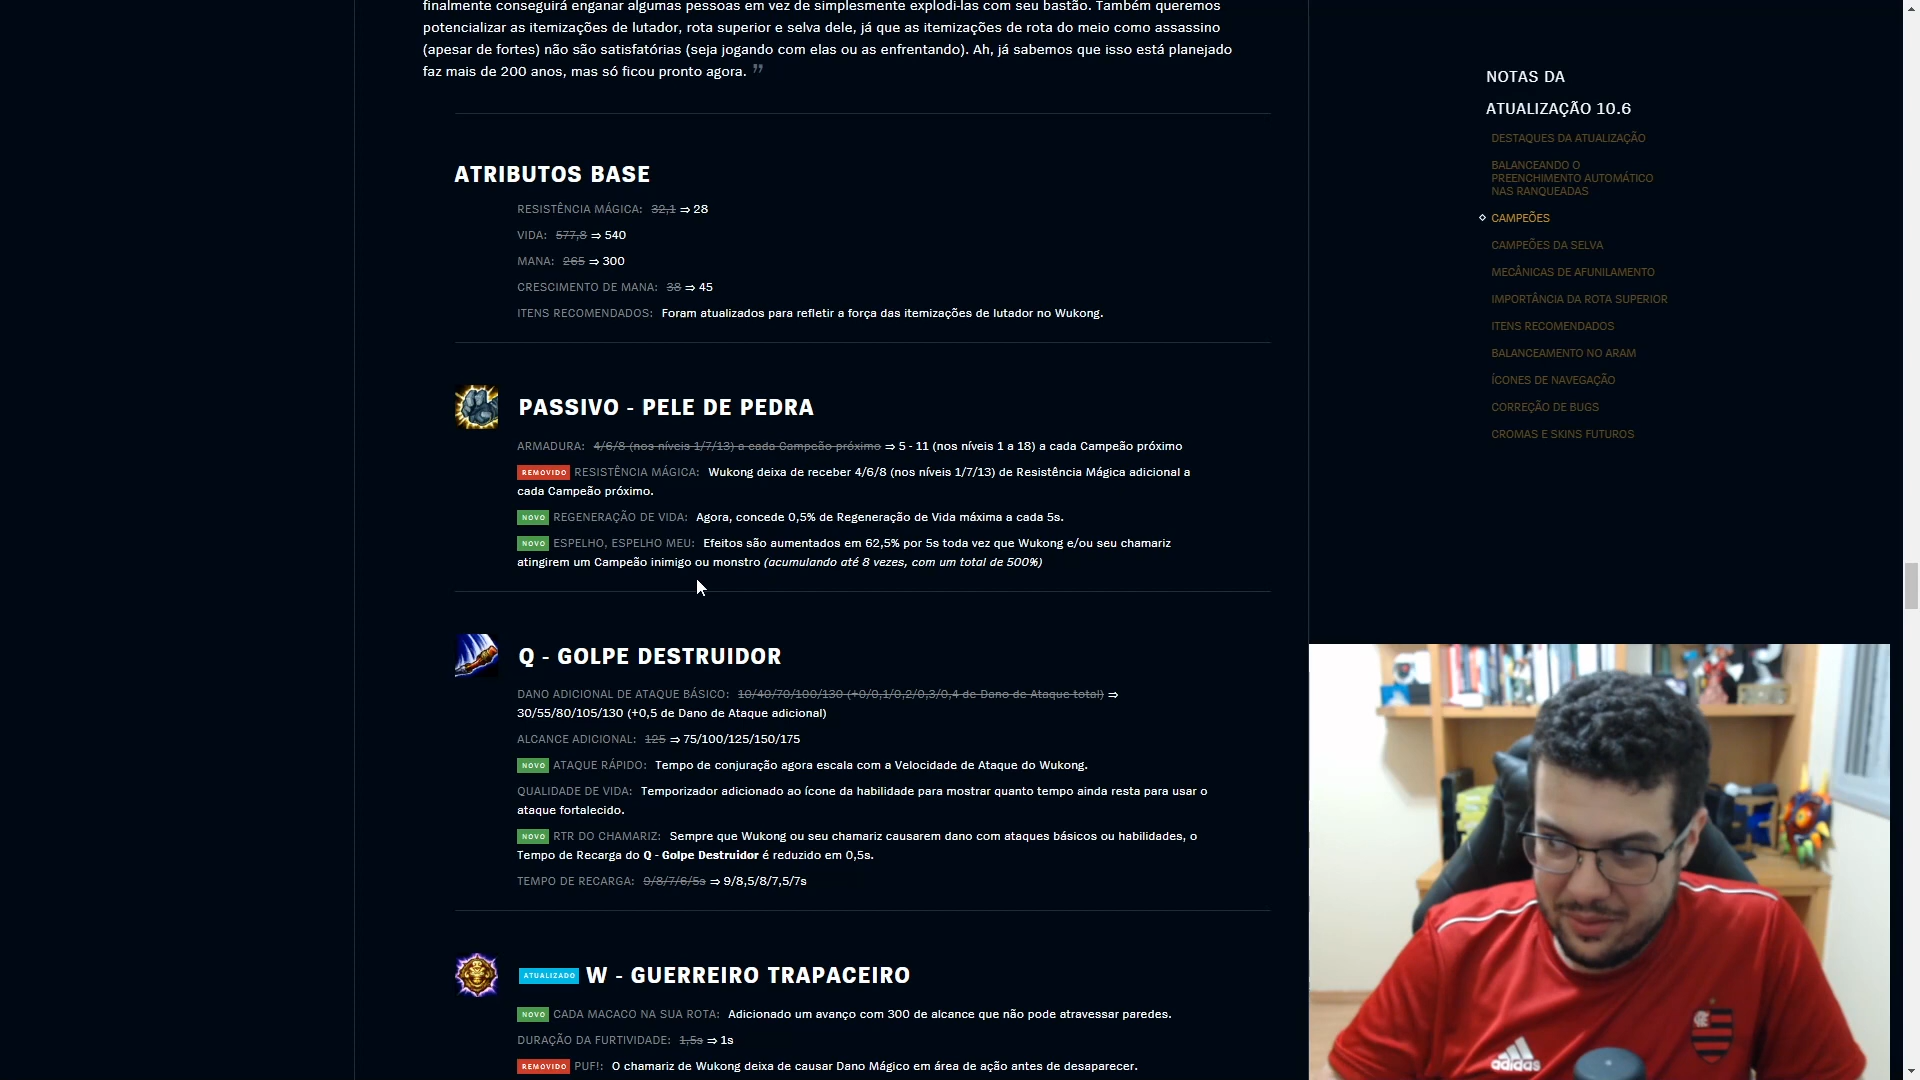 finalmente conseguirá enganar algumas pessoas em vez de simplesmente explodi-las com seu bastão. Também queremos
potencializar as itemizações de lutador, rota superior e selva dele, já que as itemizações de rota do meio como assassino
(apesar de fortes) não são satisfatórias (seja jogando com elas ou as enfrentando). Ah, já sabemos que isso está planejado
faz mais de 200 anos, mas só ficou pronto agora. ”
ATRIBUTOS BASE
RESISTÊNCIA MÁGICA: 32,1 ⇒ 28
VIDA: 577,8 ⇒ 540
MANA: 265 ⇒ 300
CRESCIMENTO DE MANA: 38 ⇒ 45
ITENS RECOMENDADOS: Foram atualizados para refletir a força das itemizações de lutador no Wukong.
PASSIVO - PELE DE PEDRA
ARMADURA: 4/6/8 (nos níveis 1/7/13) a cada Campeão próximo ⇒ 5 - 11 (nos níveis 1 a 18) a cada Campeão próximo
REMOVIDO RESISTÊNCIA MÁGICA: Wukong deixa de receber 4/6/8 (nos níveis 1/7/13) de Resistência Mágica adicional a
cada Campeão próximo.
NOVO REGENERAÇÃO DE VIDA: Agora, concede 0,5% de Regeneração de Vida máxima a cada 5s.
NOVO ESPELHO, ESPELHO MEU: Efeitos são aumentados em 62,5% por 5s toda vez que Wukong e/ou seu chamariz
atingirem um Campeão inimigo ou monstro (acumulando até 8 vezes, com um total de 500%)
Q - GOLPE DESTRUIDOR
DANO ADICIONAL DE ATAQUE BÁSICO: 10/40/70/100/130 (+0/0,1/0,2/0,3/0,4 de Dano de Ataque total) ⇒
30/55/80/105/130 (+0,5 de Dano de Ataque adicional)
ALCANCE ADICIONAL: 125 ⇒ 75/100/125/150/175
NOVO ATAQUE RÁPIDO: Tempo de conjuração agora escala com a Velocidade de Ataque do Wukong.
QUALIDADE DE VIDA: Temporizador adicionado ao ícone da habilidade para mostrar quanto tempo ainda resta para usar o
ataque fortalecido.
NOVO RTR DO CHAMARIZ: Sempre que Wukong ou seu chamariz causarem dano com ataques básicos ou habilidades, o
Tempo de Recarga do Q - Golpe Destruidor é reduzido em 0,5s.
TEMPO DE RECARGA: 9/8/7/6/5s ⇒ 9/8,5/8/7,5/7s
ATUALIZADO W - GUERREIRO TRAPACEIRO
NOVO CADA MACACO NA SUA ROTA: Adicionado um avanço com 300 de alcance que não pode atravessar paredes.
DURAÇÃO DA FURTIVIDADE: 1,5s ⇒ 1s
REMOVIDO PUF!: O chamariz de Wukong deixa de causar Dano Mágico em área de ação antes de desaparecer.
NOTAS DA
ATUALIZAÇÃO 10.6
DESTAQUES DA ATUALIZAÇÃO
BALANCEANDO O
PREENCHIMENTO AUTOMÁTICO
NAS RANQUEADAS
CAMPEÕES
CAMPEÕES DA SELVA
MECÂNICAS DE AFUNILAMENTO
IMPORTÂNCIA DA ROTA SUPERIOR
ITENS RECOMENDADOS
BALANCEAMENTO NO ARAM
ÍCONES DE NAVEGAÇÃO
CORREÇÃO DE BUGS
CROMAS E SKINS FUTUROS
adidas